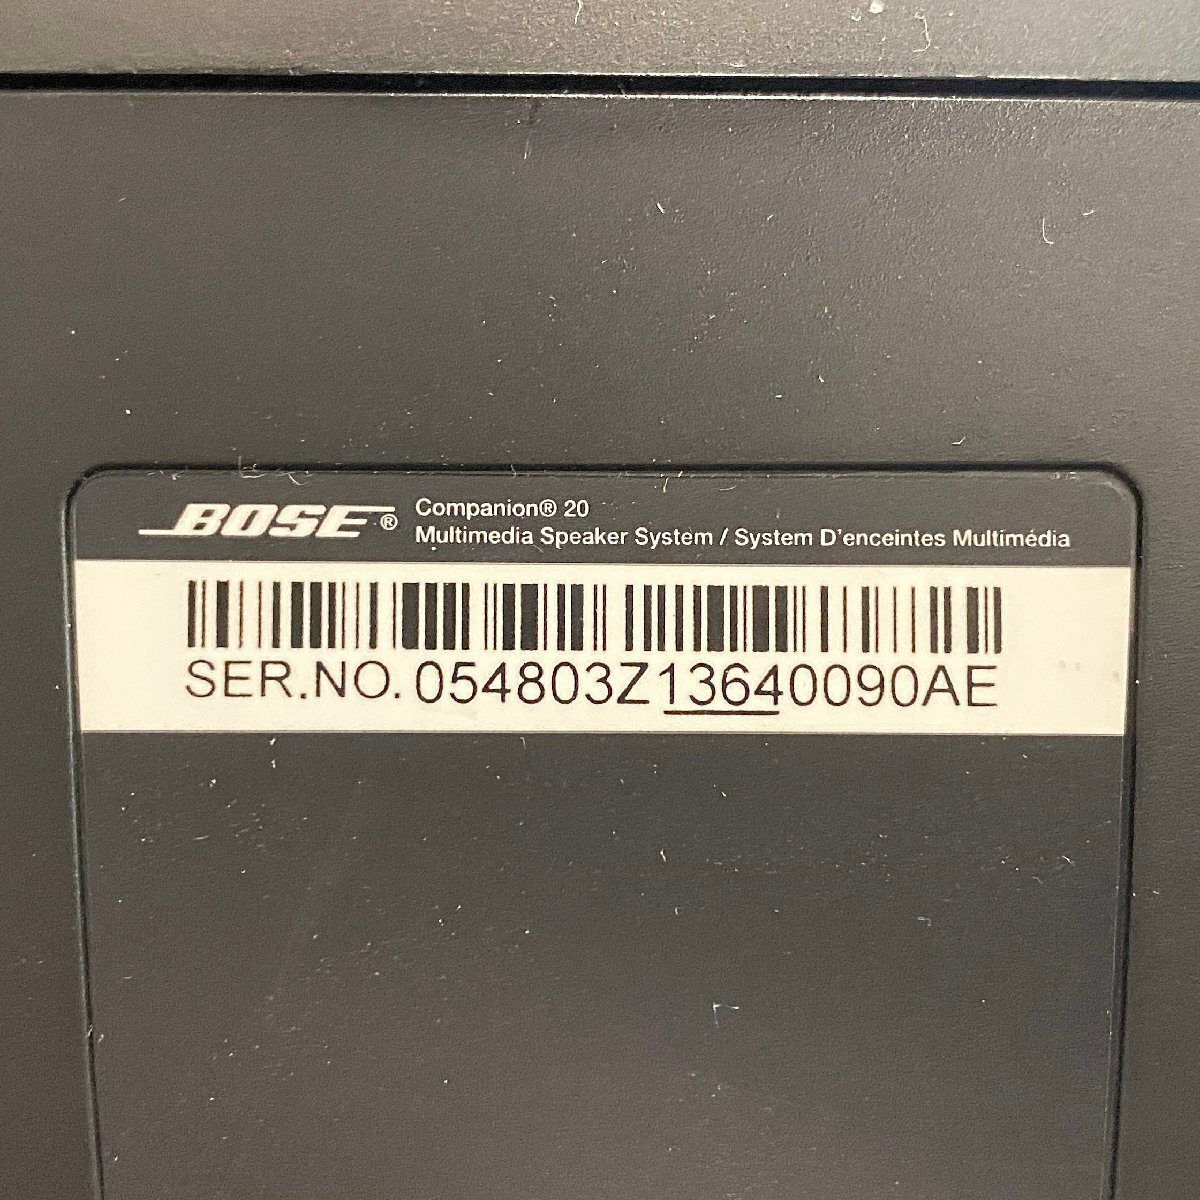 BOSE® Companion® 20
Multimedia Speaker System / System D'enceintes Multimédia
SER.NO. 054803Z13640090AE